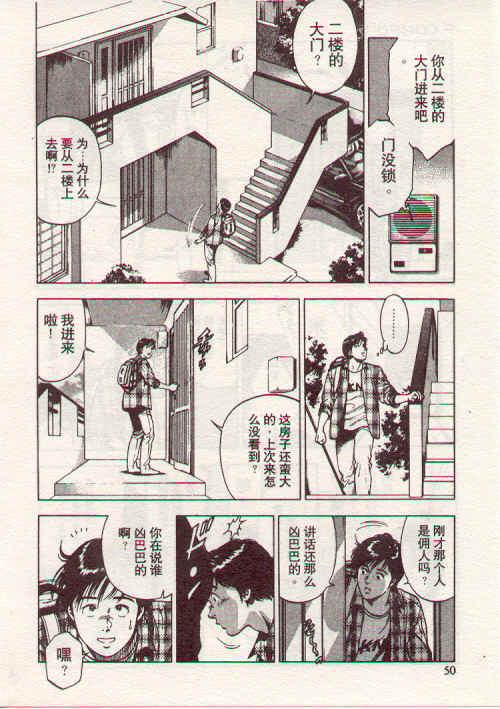 你从二楼的
大门进来吧
。
门没锁。
二楼的
大门？
为…为什么
要从二楼上
去啊!?
…………
这房子还蛮大
的，上次来怎
么没看到？
我进来
啦！
刚才那个人
是佣人吗？
讲话还那么
凶巴巴的。
你在说谁
凶巴巴的
啊？
嘿？
KN
KN
50